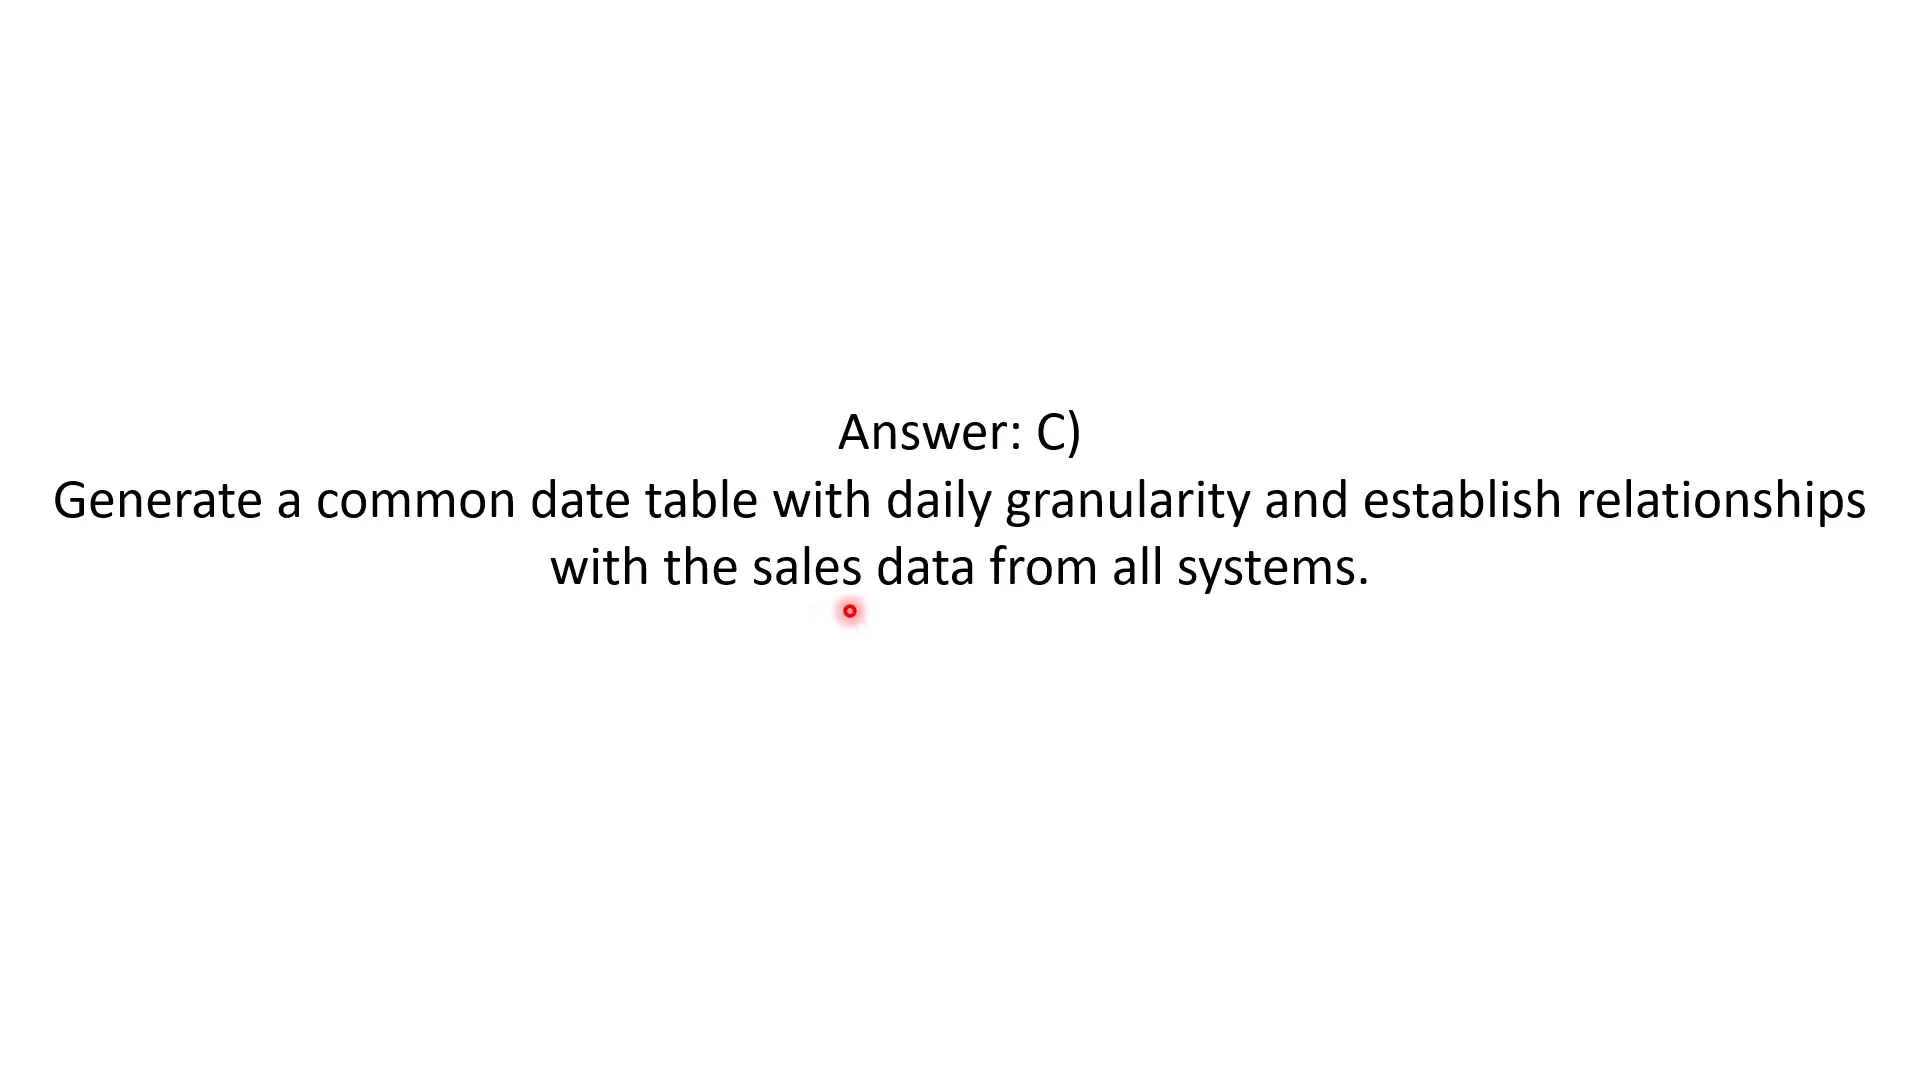 Answer: C)
Generate a common date table with daily granularity and establish relationships
with the sales data from all systems.